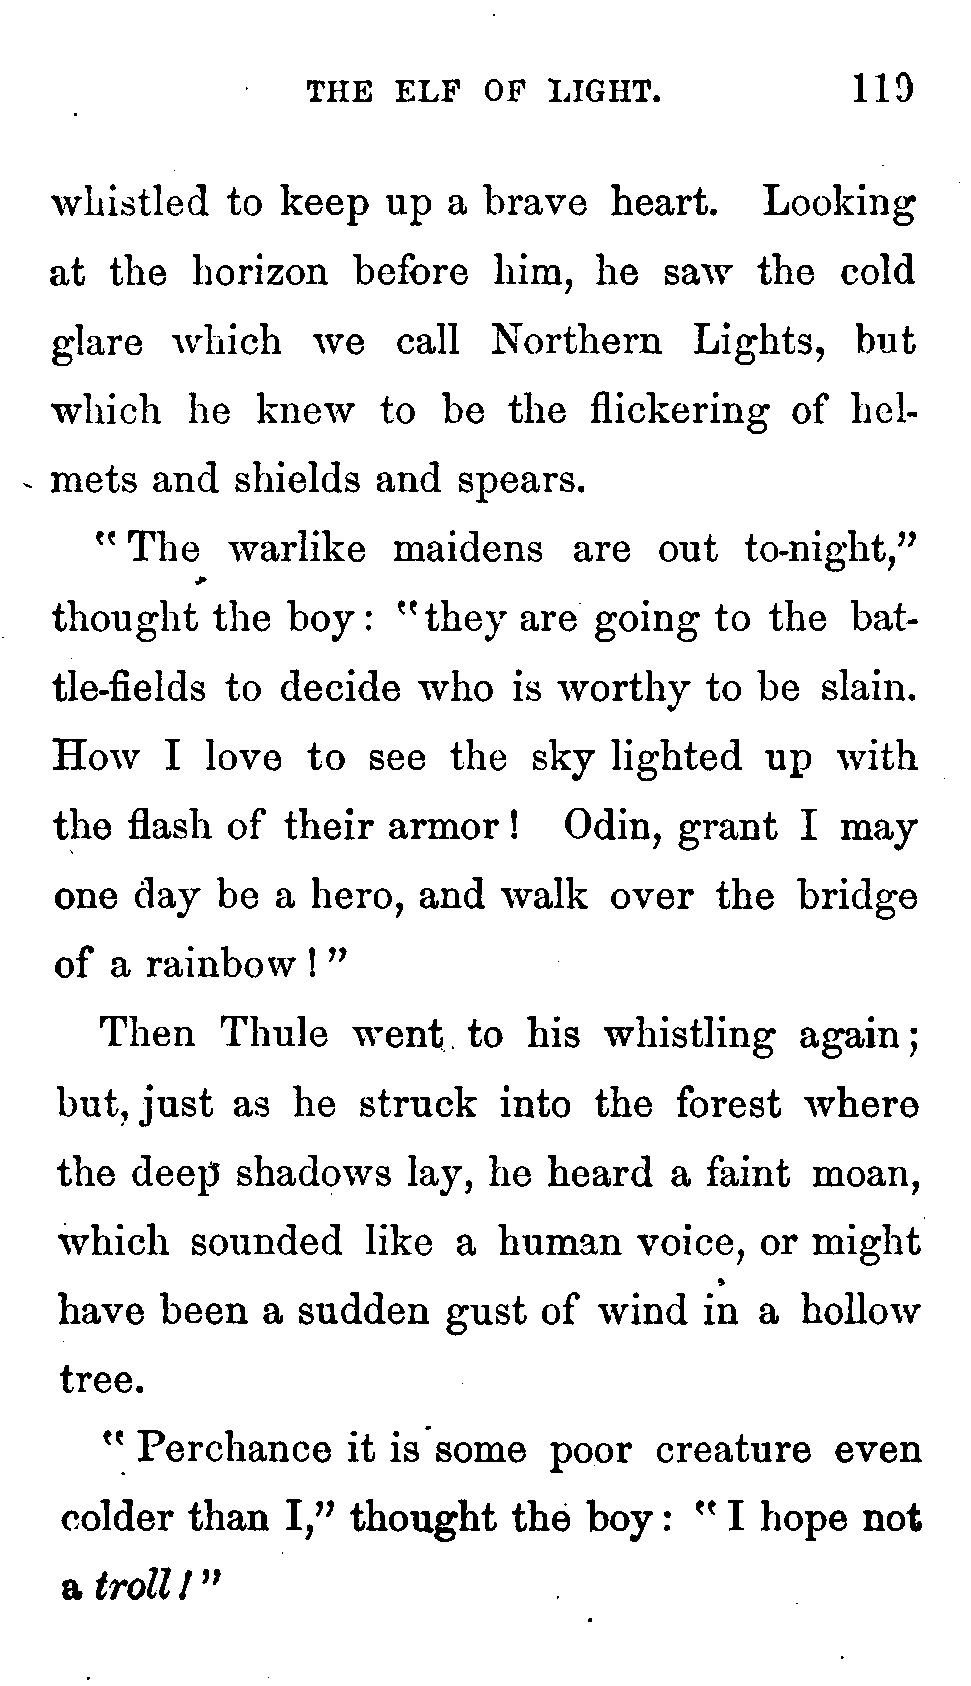 THE ELF OF LIGHT. 119
whistled to keep up a brave heart. Looking
at the horizon before him, he saw the cold
glare which we call Northern Lights, but
which he knew to be the flickering of hel-
mets and shields and spears.
"The warlike maidens are out to-night,"
thought the boy: "they are going to the bat-
tle-fields to decide who is worthy to be slain.
How I love to see the sky lighted up with
the flash of their armor! Odin, grant I may
one day be a hero, and walk over the bridge
of a rainbow!"
Then Thule went to his whistling again;
but, just as he struck into the forest where
the deep shadows lay, he heard a faint moan,
which sounded like a human voice, or might
have been a sudden gust of wind in a hollow
tree.
"Perchance it is some poor creature even
colder than I," thought the boy: "I hope not
a troll!"